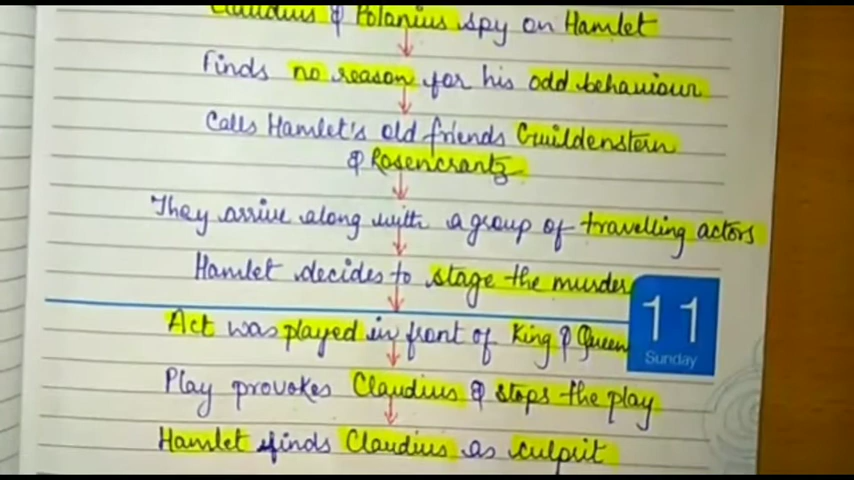 Claudius & Polonius spy on Hamlet
Finds no reason for his odd behaviour
Calls Hamlet's old friends Guildenstern
& Rosencrantz
They arrive along with a group of travelling actors
Hamlet decides to stage the murder
11
Sunday
Act was played in front of King & Queen
Play provokes Claudius & stops the play
Hamlet finds Claudius as culprit